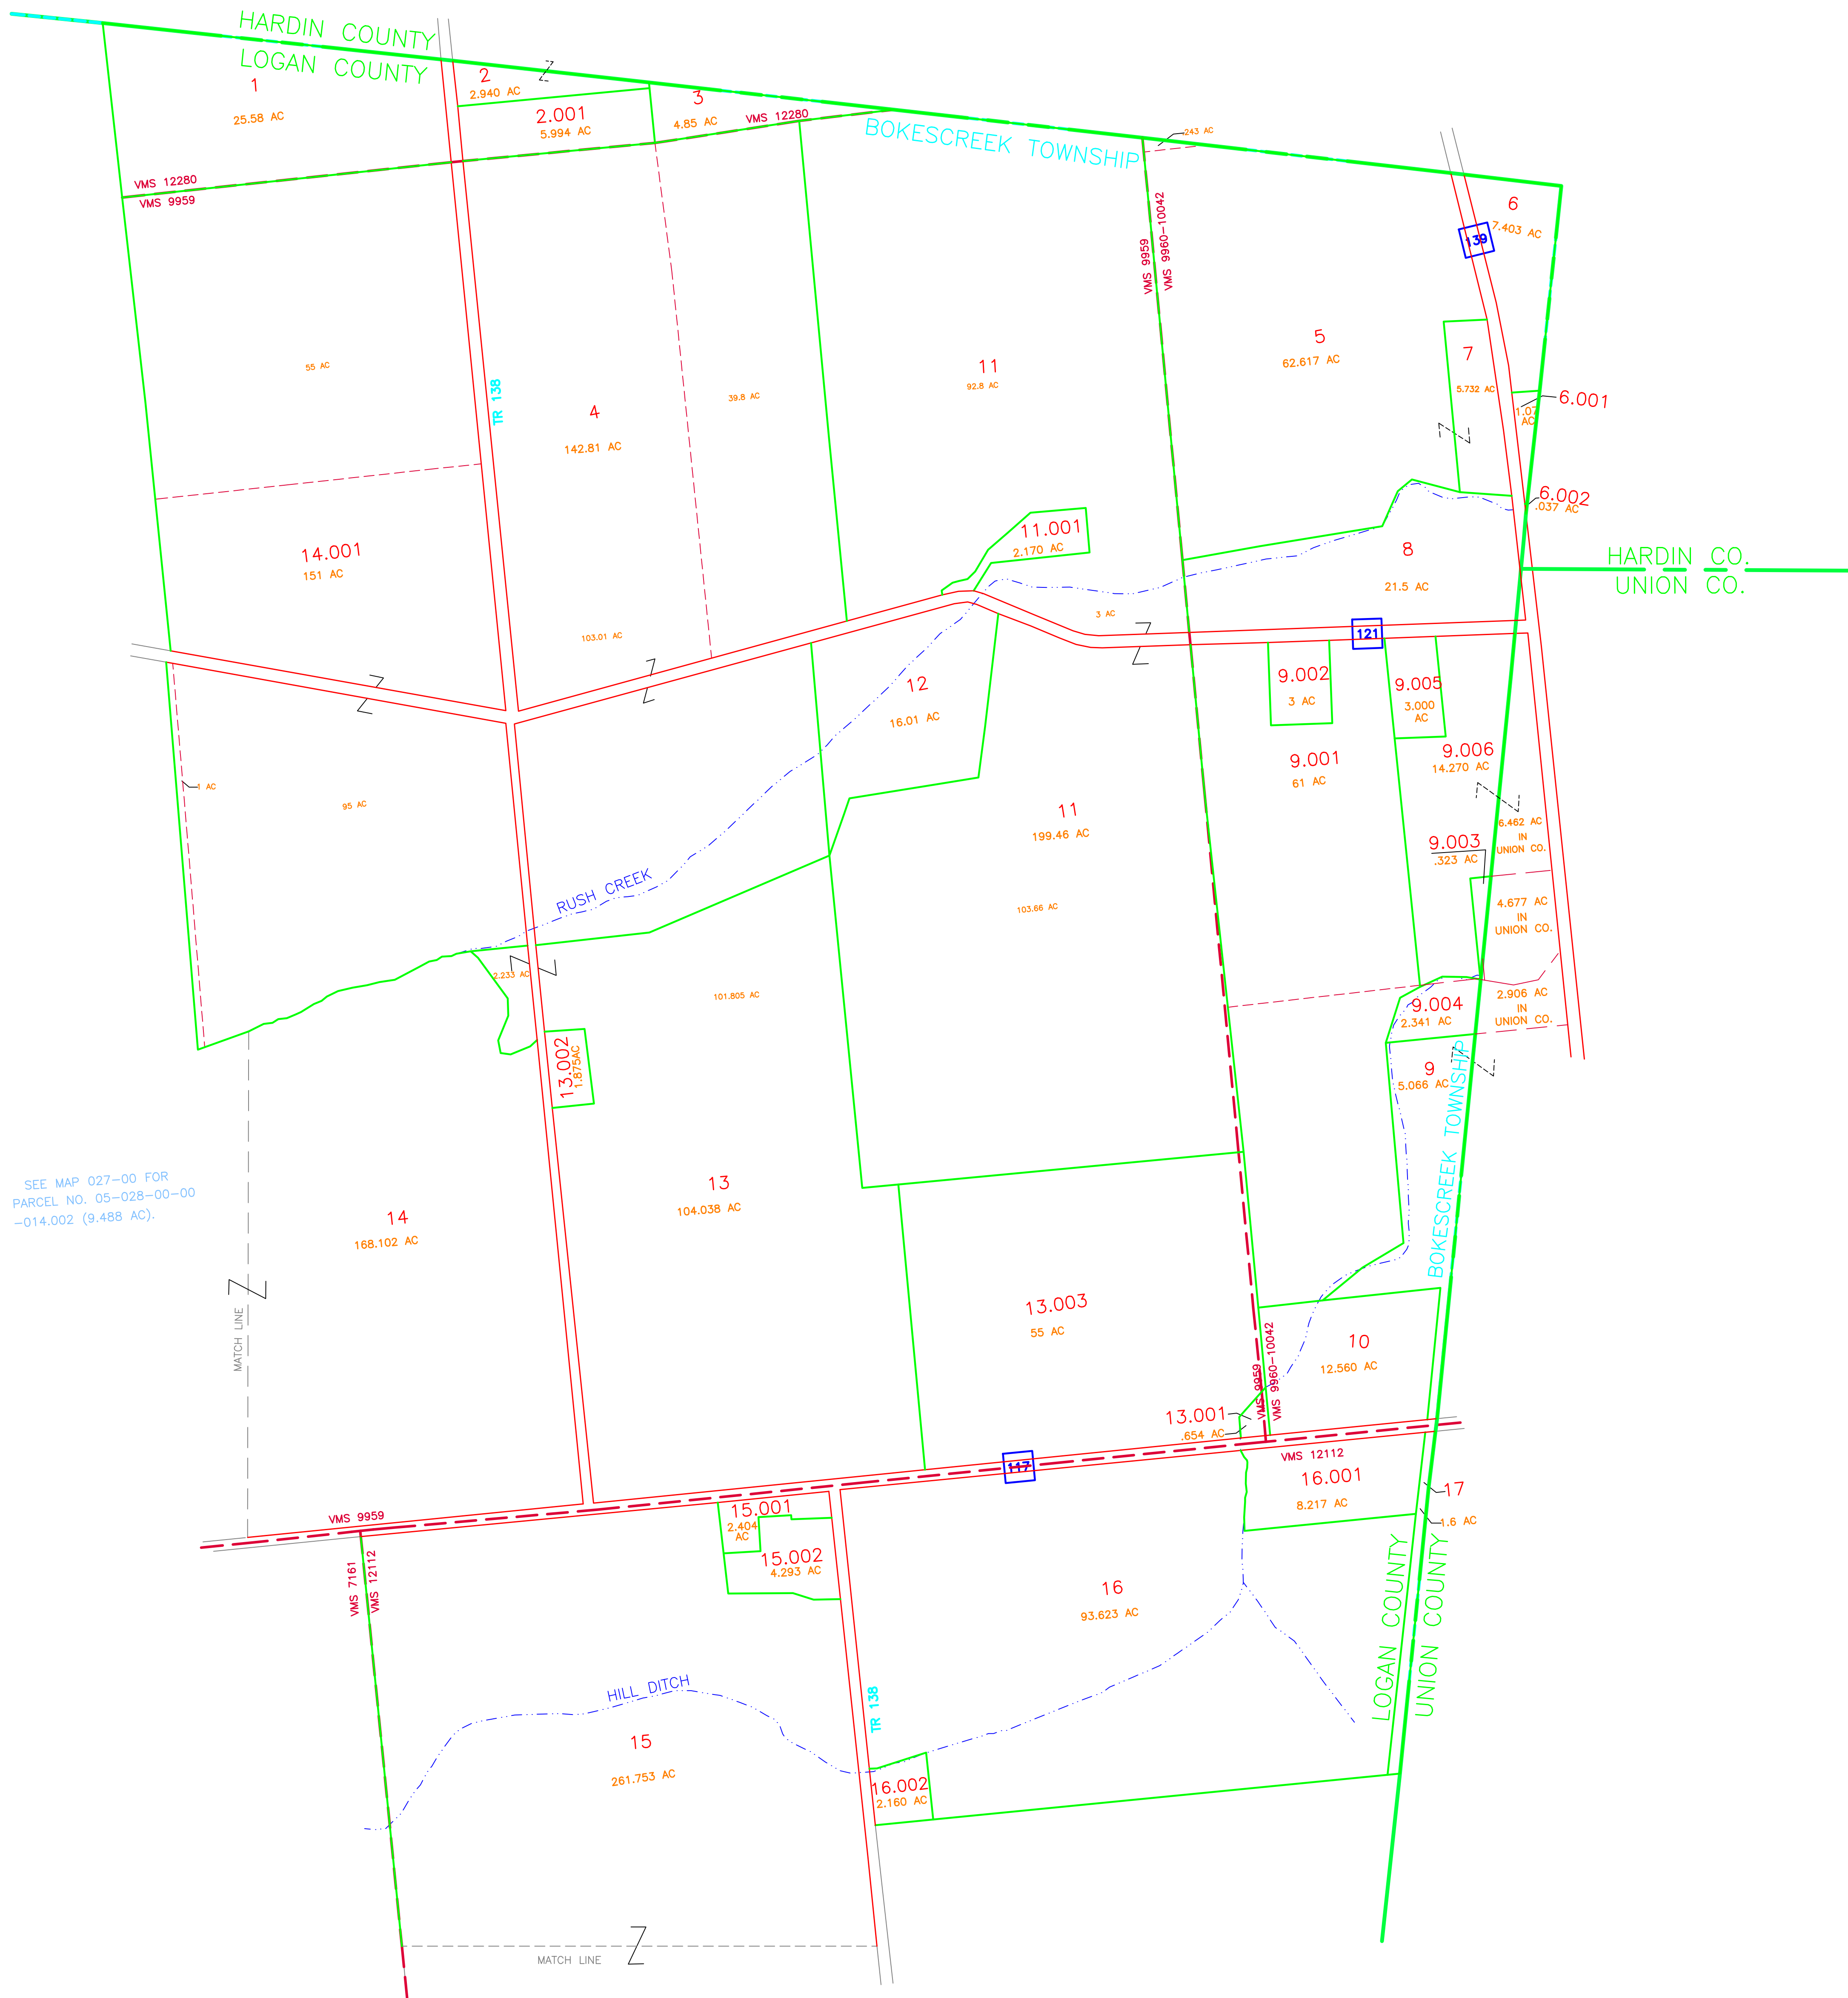 HARDIN COUNTY
LOGAN COUNTY
1
25.58 AC
2
2.940 AC
2.001
5.994 AC
3
4.85 AC
VMS 12280
BOKESCREEK TOWNSHIP
.243 AC
VMS 12280
VMS 9959
VMS 9959
VMS 9960-10042
6
7.403 AC
139
55 AC
TR 138
4
142.81 AC
39.8 AC
11
92.8 AC
5
62.617 AC
7
5.732 AC
6.001
1.07
AC
6.002
.037 AC
14.001
151 AC
11.001
2.170 AC
8
21.5 AC
HARDIN CO.
UNION CO.
103.01 AC
3 AC
121
12
16.01 AC
9.002
3 AC
9.005
3.000
AC
9.001
61 AC
9.006
14.270 AC
1 AC
95 AC
11
199.46 AC
6.462 AC
IN
UNION CO.
9.003
.323 AC
RUSH CREEK
103.66 AC
4.677 AC
IN
UNION CO.
2.233 AC
101.805 AC
9.004
2.341 AC
2.906 AC
IN
UNION CO.
13.002
1.875AC
9
5.066 AC
BOKESCREEK TOWNSHIP
SEE MAP 027-00 FOR
PARCEL NO. 05-028-00-00
-014.002 (9.488 AC).
14
168.102 AC
13
104.038 AC
MATCH LINE
13.003
55 AC
10
12.560 AC
VMS 9959
VMS 9960-10042
13.001
.654 AC
VMS 12112
117
16.001
8.217 AC
17
1.6 AC
VMS 9959
VMS 7161
VMS 12112
15.001
2.404
AC
15.002
4.293 AC
16
93.623 AC
LOGAN COUNTY
UNION COUNTY
HILL DITCH
TR 138
15
261.753 AC
16.002
2.160 AC
MATCH LINE